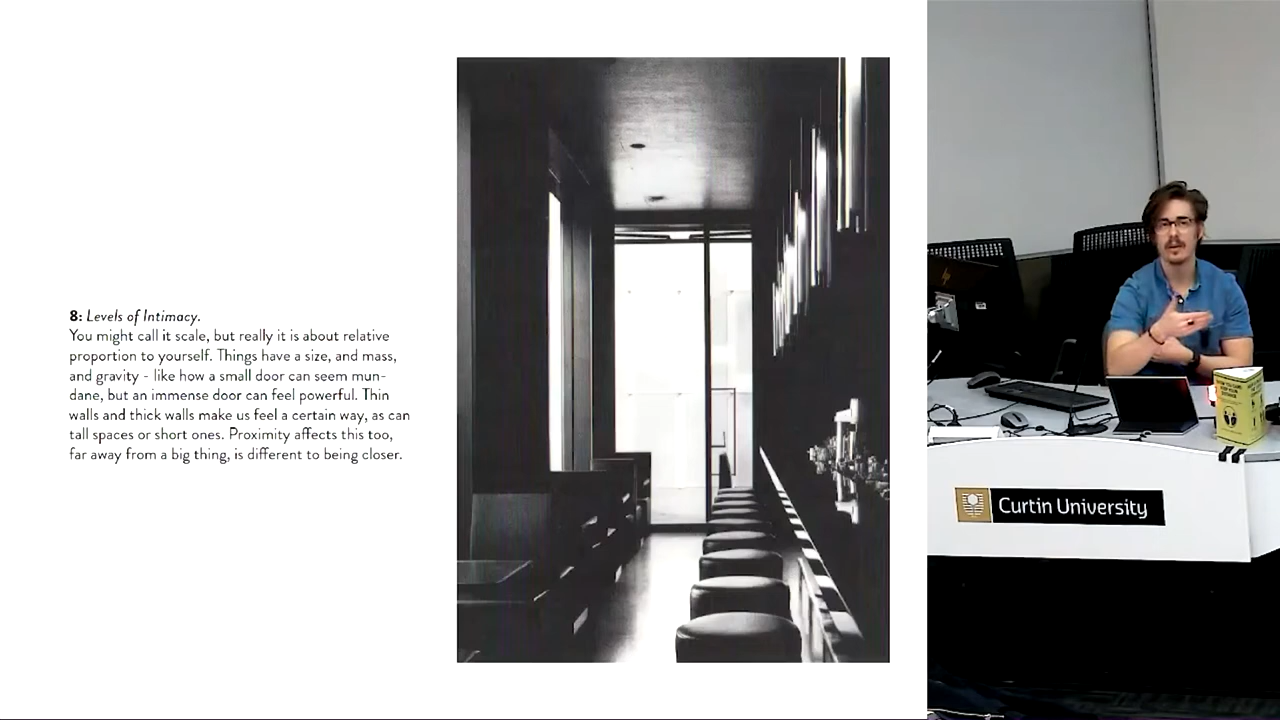 8: Levels of Intimacy.
You might call it scale, but really it is about relative
proportion to yourself. Things have a size, and mass,
and gravity - like how a small door can seem mun-
dane, but an immense door can feel powerful. Thin
walls and thick walls make us feel a certain way, as can
tall spaces or short ones. Proximity affects this too,
far away from a big thing, is different to being closer.
Curtin University